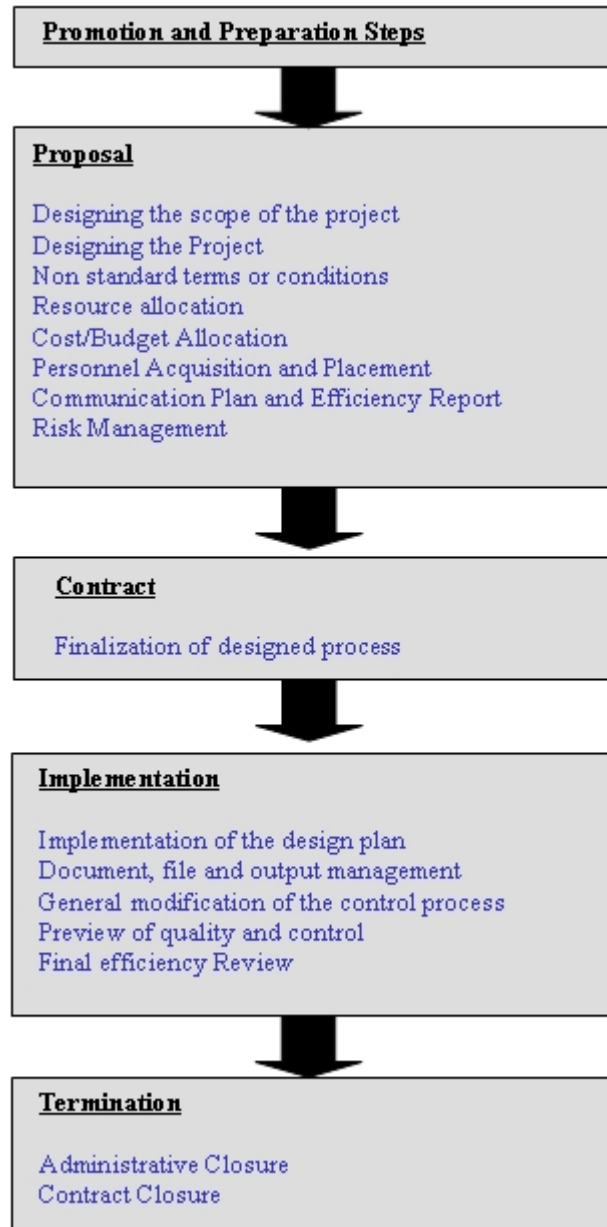 Promotion and Preparation Steps
Proposal
Designing the scope of the project
Designing the Project
Non standard terms or conditions
Resource allocation
Cost/Budget Allocation
Personnel Acquisition and Placement
Communication Plan and Efficiency Report
Risk Management
Contract
Finalization of designed process
Implementation
Implementation of the design plan
Document, file and output management
General modification of the control process
Preview of quality and control
Final efficiency Review
Termination
Administrative Closure
Contract Closure